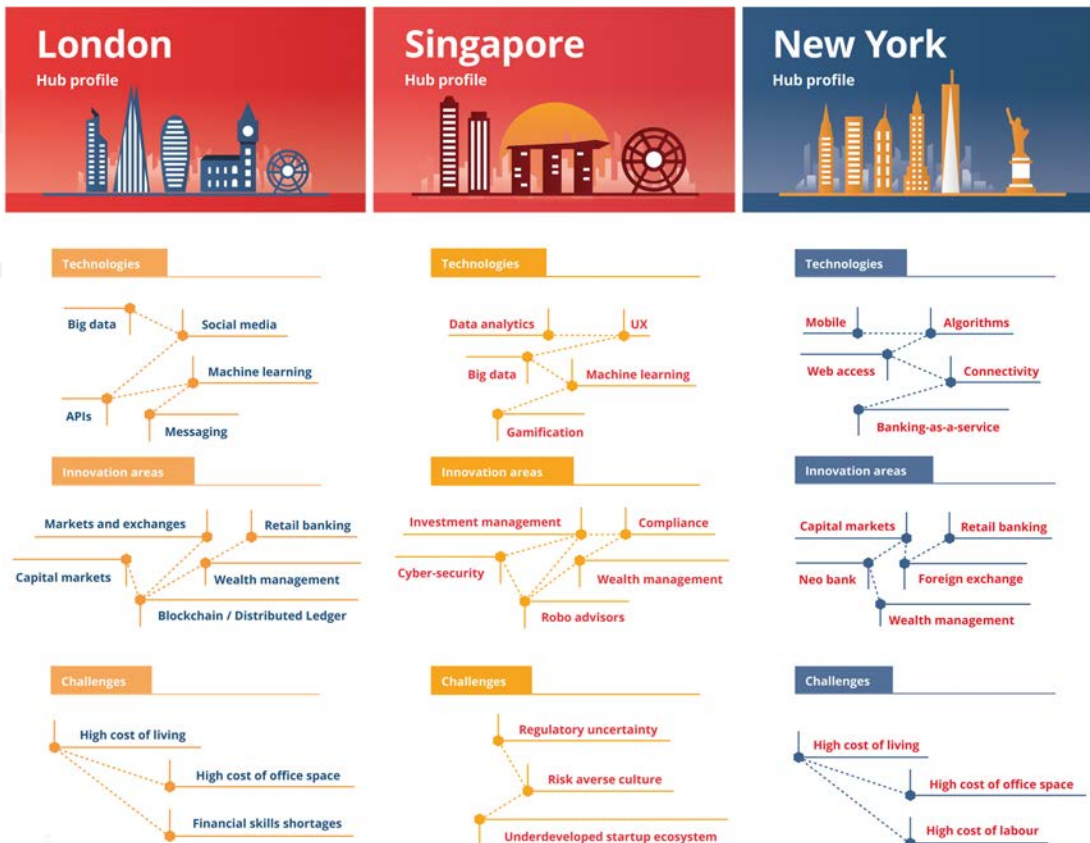 London
Hub profile
Technologies
Big data
Social media
Machine learning
APIs
Messaging
Innovation areas
Markets and exchanges
Retail banking
Capital markets
Wealth management
Blockchain / Distributed Ledger
Challenges
High cost of living
High cost of office space
Financial skills shortages
Singapore
Hub profile
Technologies
Data analytics
UX
Big data
Machine learning
Gamification
Innovation areas
Investment management
Compliance
Cyber-security
Wealth management
Robo advisors
Challenges
Regulatory uncertainty
Risk averse culture
Underdeveloped startup ecosystem
New York
Hub profile
Technologies
Mobile
Algorithms
Web access
Connectivity
Banking-as-a-service
Innovation areas
Capital markets
Retail banking
Neo bank
Foreign exchange
Wealth management
Challenges
High cost of living
High cost of office space
High cost of labour